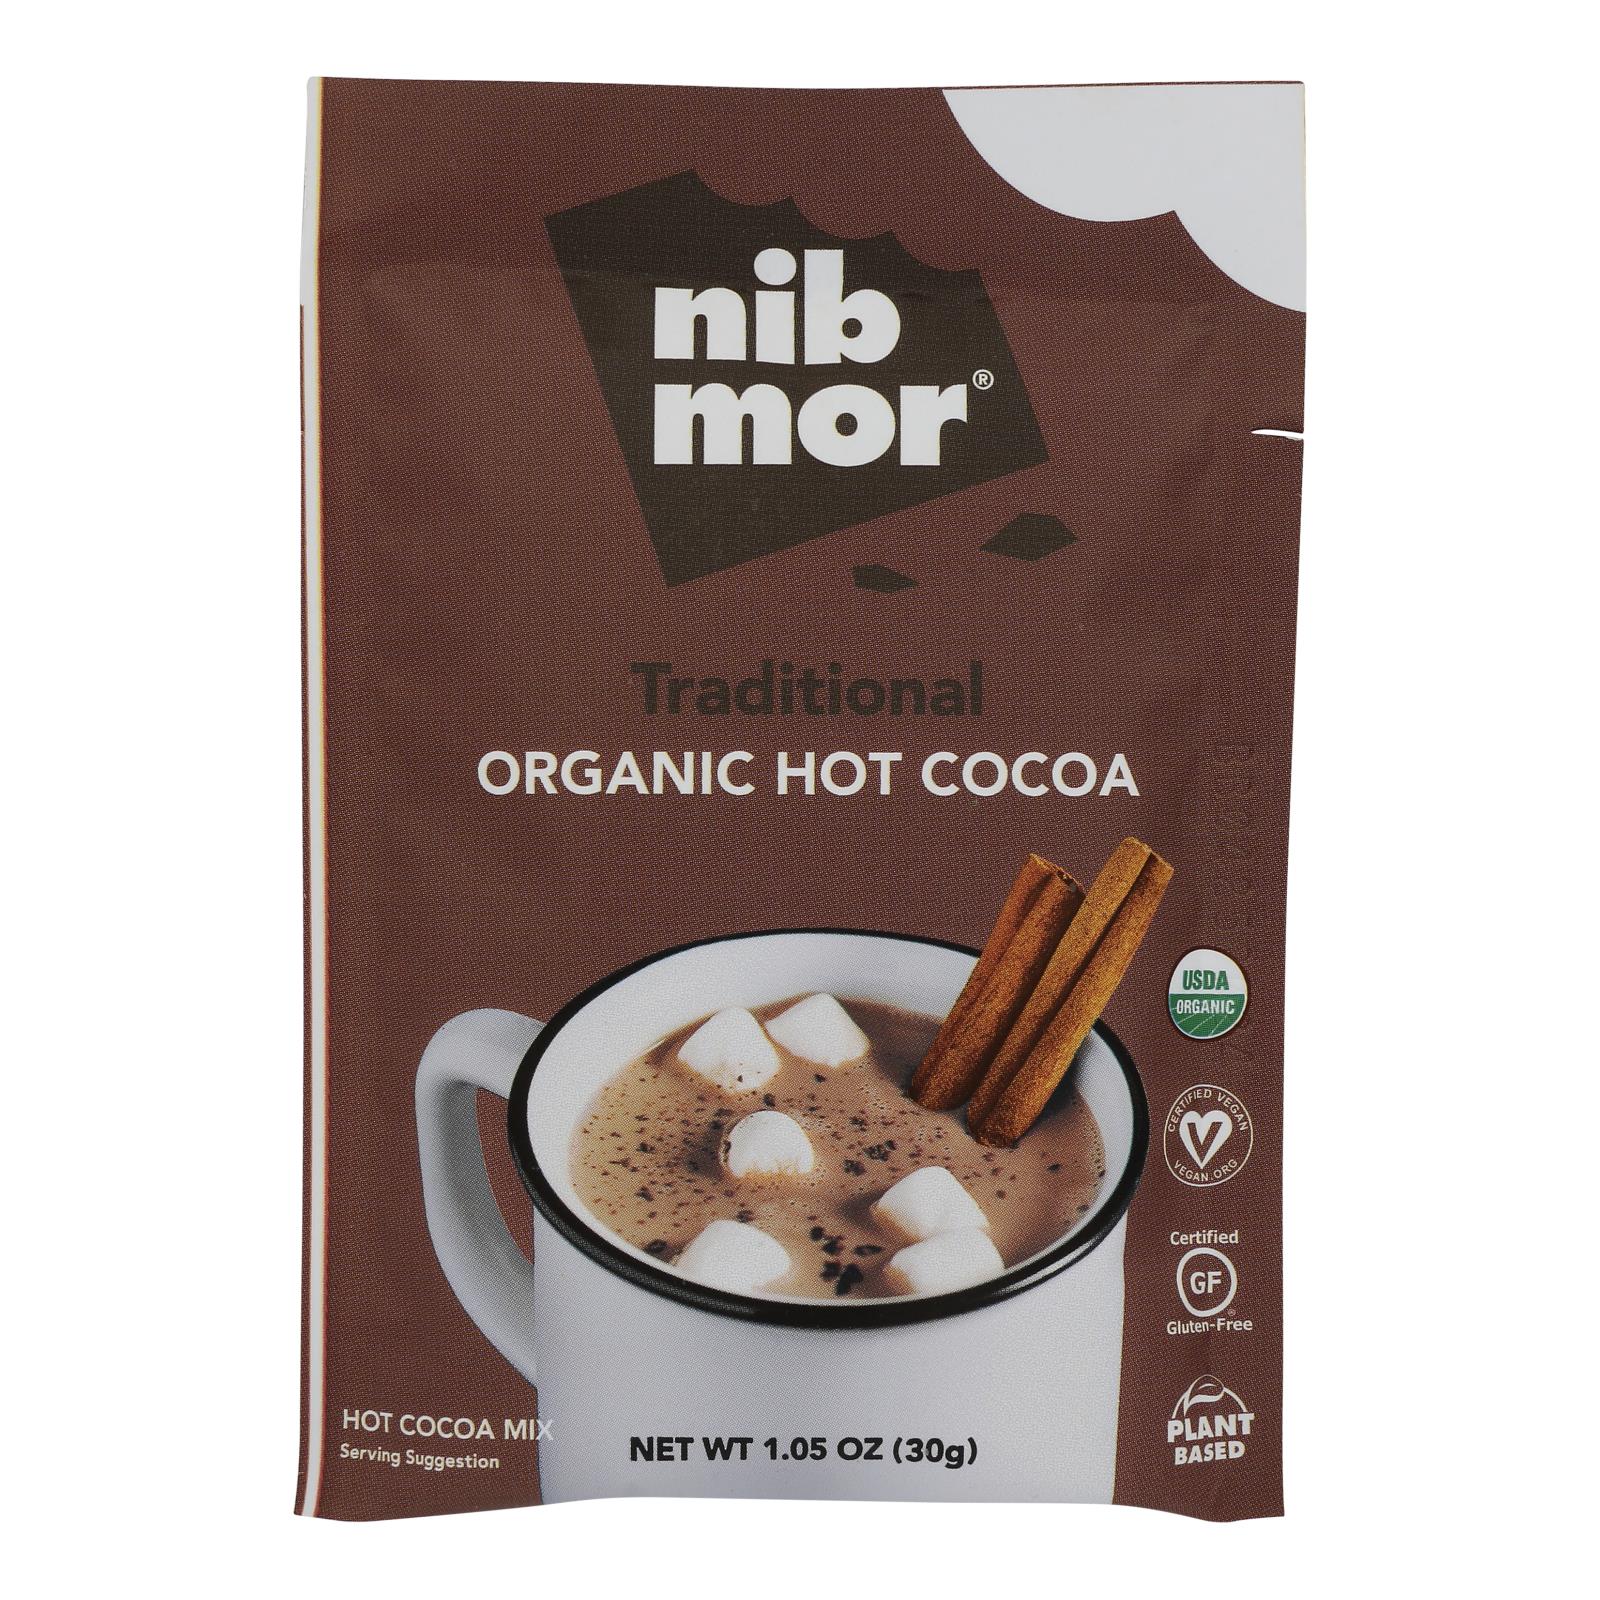 nib
mor®
Traditional
ORGANIC HOT COCOA
USDA
ORGANIC
CERTIFIED VEGAN
V
VEGAN.ORG
Certified
GF
®
Gluten-Free
PLANT
BASED
HOT COCOA MIX
Serving Suggestion
NET WT 1.05 OZ (30g)